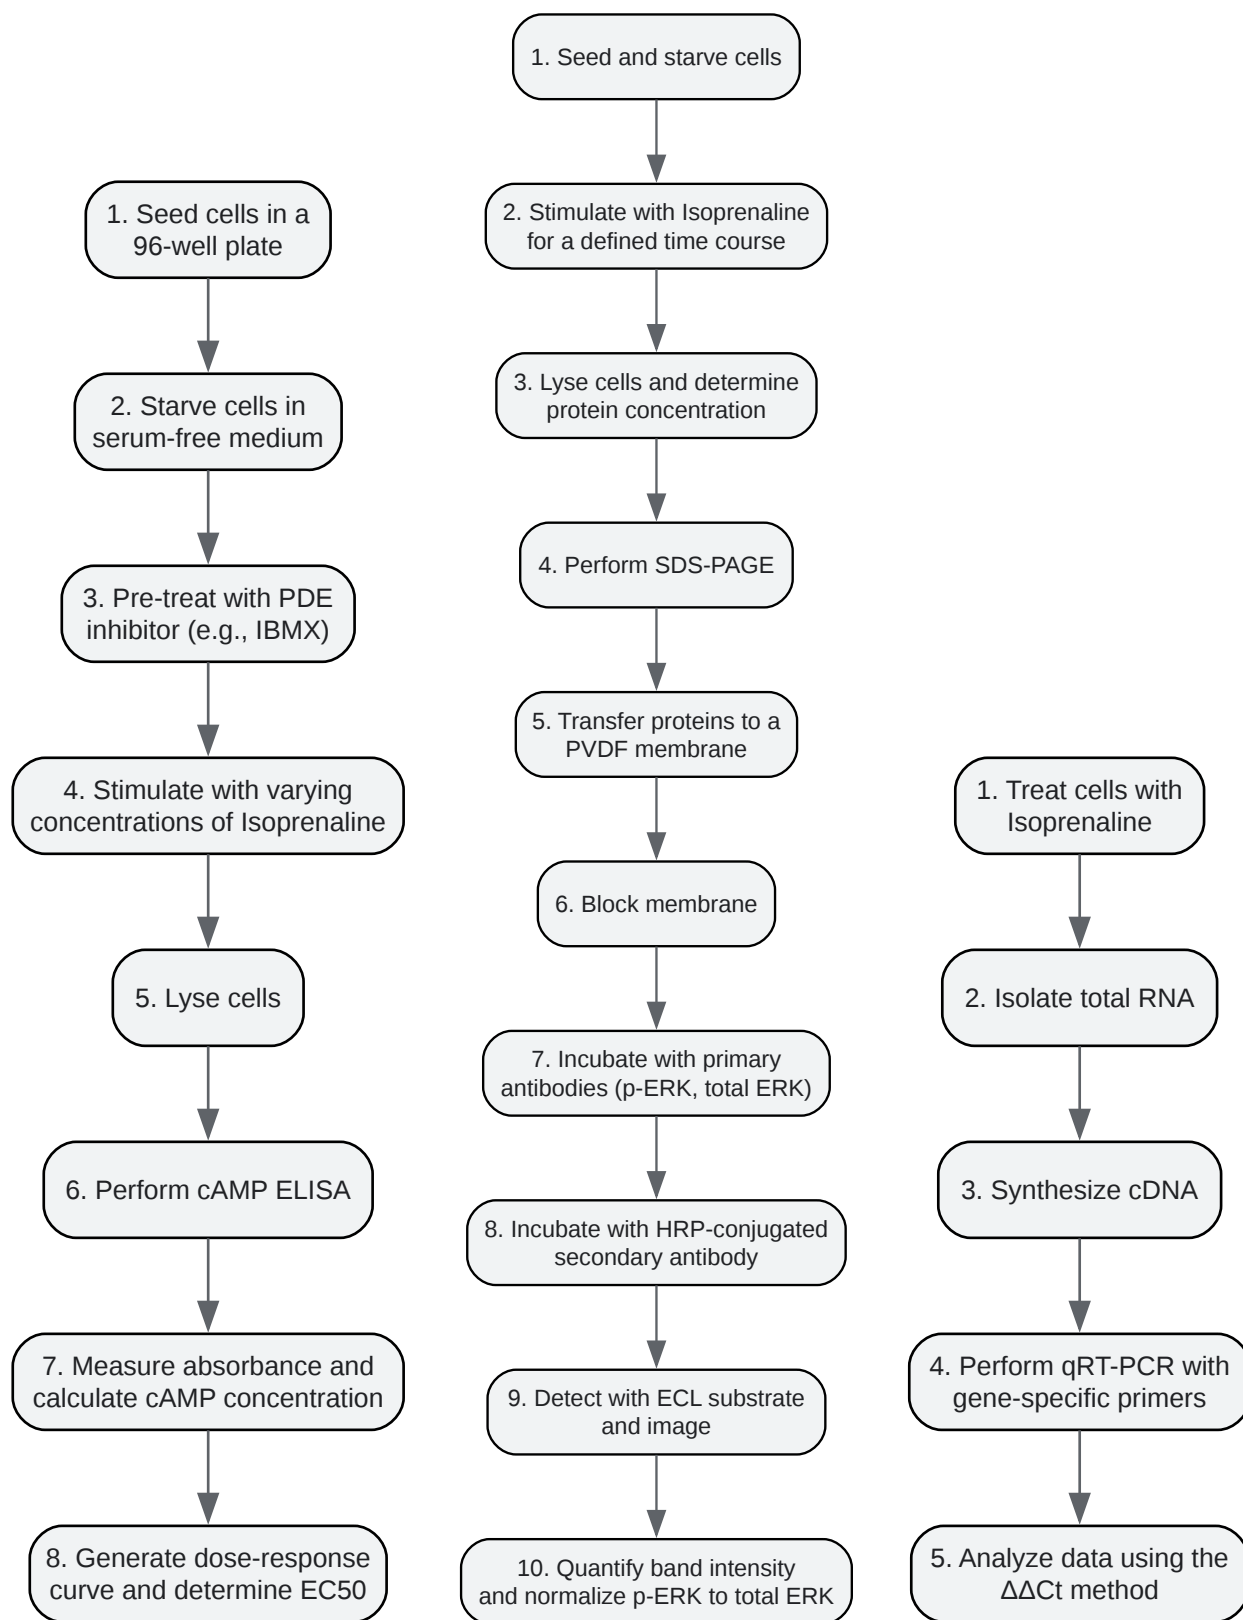 1. Seed cells in a
96-well plate
2. Starve cells in
serum-free medium
3. Pre-treat with PDE
inhibitor (e.g., IBMX)
4. Stimulate with varying
concentrations of Isoprenaline
5. Lyse cells
6. Perform cAMP ELISA
7. Measure absorbance and
calculate cAMP concentration
8. Generate dose-response
curve and determine EC50
1. Seed and starve cells
2. Stimulate with Isoprenaline
for a defined time course
3. Lyse cells and determine
protein concentration
4. Perform SDS-PAGE
5. Transfer proteins to a
PVDF membrane
6. Block membrane
7. Incubate with primary
antibodies (p-ERK, total ERK)
8. Incubate with HRP-conjugated
secondary antibody
9. Detect with ECL substrate
and image
10. Quantify band intensity
and normalize p-ERK to total ERK
1. Treat cells with
Isoprenaline
2. Isolate total RNA
3. Synthesize cDNA
4. Perform qRT-PCR with
gene-specific primers
5. Analyze data using the
ΔΔCt method